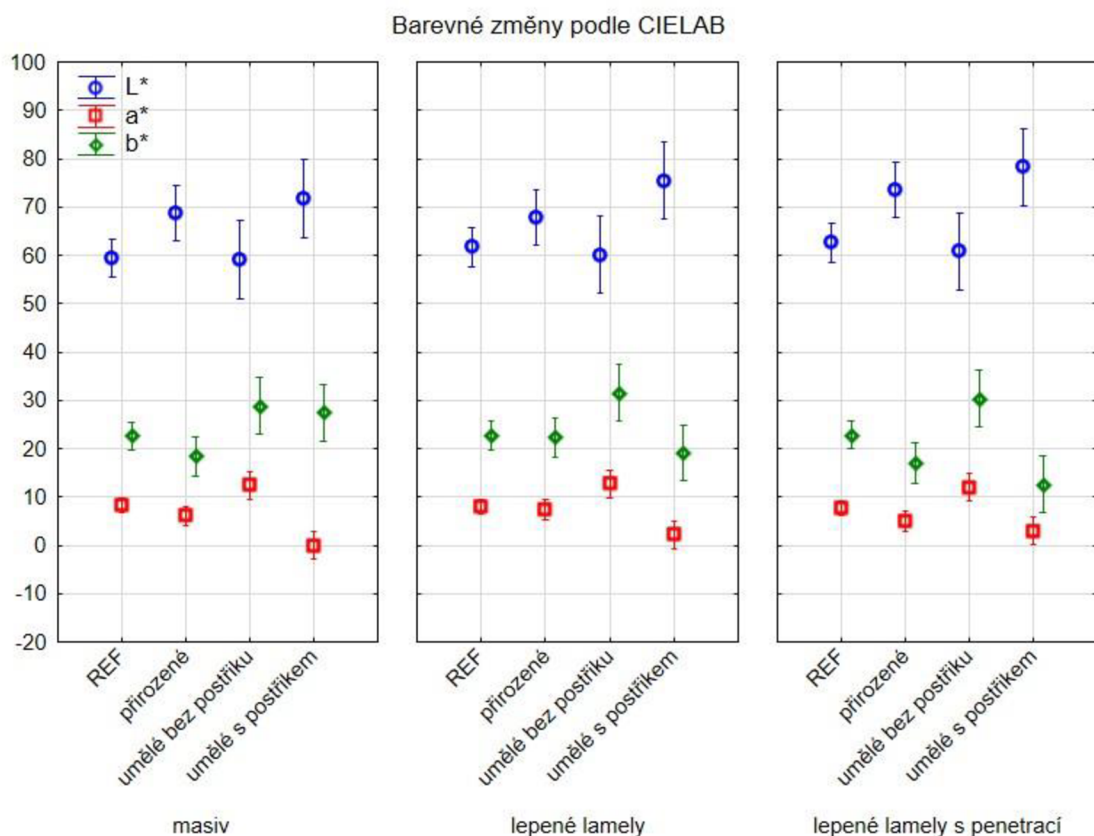 Barevné změny podle CIELAB
100
90
80
70
60
50
40
30
20
10
0
-10
-20
L*
a*
b*
REF
přirozené
umělé bez postřiku
umělé s postřikem
REF
přirozené
umělé bez postřiku
umělé s postřikem
REF
přirozené
umělé bez postřiku
umělé s postřikem
masiv
lepené lamely
lepené lamely s penetrací